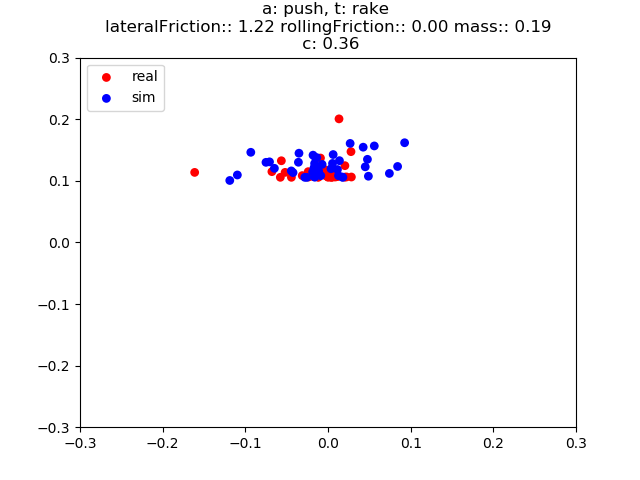 a: push, t: rake
lateralFriction:: 1.22 rollingFriction:: 0.00 mass:: 0.19
c: 0.36
real
sim
0.3
0.2
0.1
0.0
−0.1
−0.2
−0.3
−0.3
−0.2
−0.1
0.0
0.1
0.2
0.3